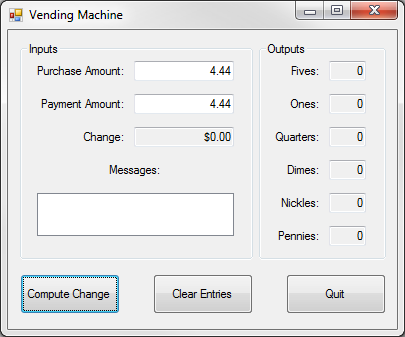 Vending Machine
Inputs
Purchase Amount: 4.44
Payment Amount: 4.44
Change: $0.00
Messages:
Outputs
Fives: 0
Ones: 0
Quarters: 0
Dimes: 0
Nickles: 0
Pennies: 0
Compute Change
Clear Entries
Quit